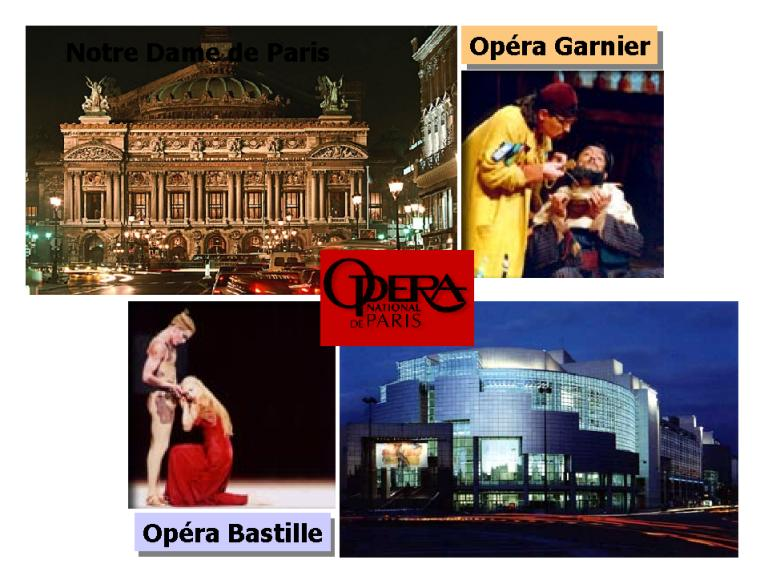 Notre Dame de Paris
Opéra Garnier
OPERA
NATIONAL
DE PARIS
Opéra Bastille